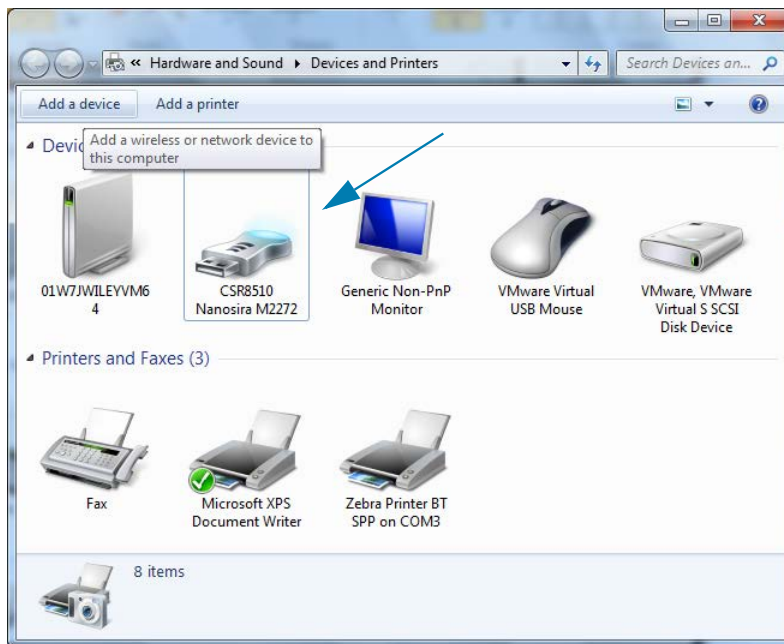 « Hardware and Sound ▸ Devices and Printers
Search Devices an...
Add a device Add a printer
Add a wireless or network device to
this computer
Devic
01W7JWILEYVM6
4
CSR8510
Nanosira M2272
Generic Non-PnP
Monitor
VMware Virtual
USB Mouse
VMware, VMware
Virtual S SCSI
Disk Device
Printers and Faxes (3)
Fax
Microsoft XPS
Document Writer
Zebra Printer BT
SPP on COM3
8 items